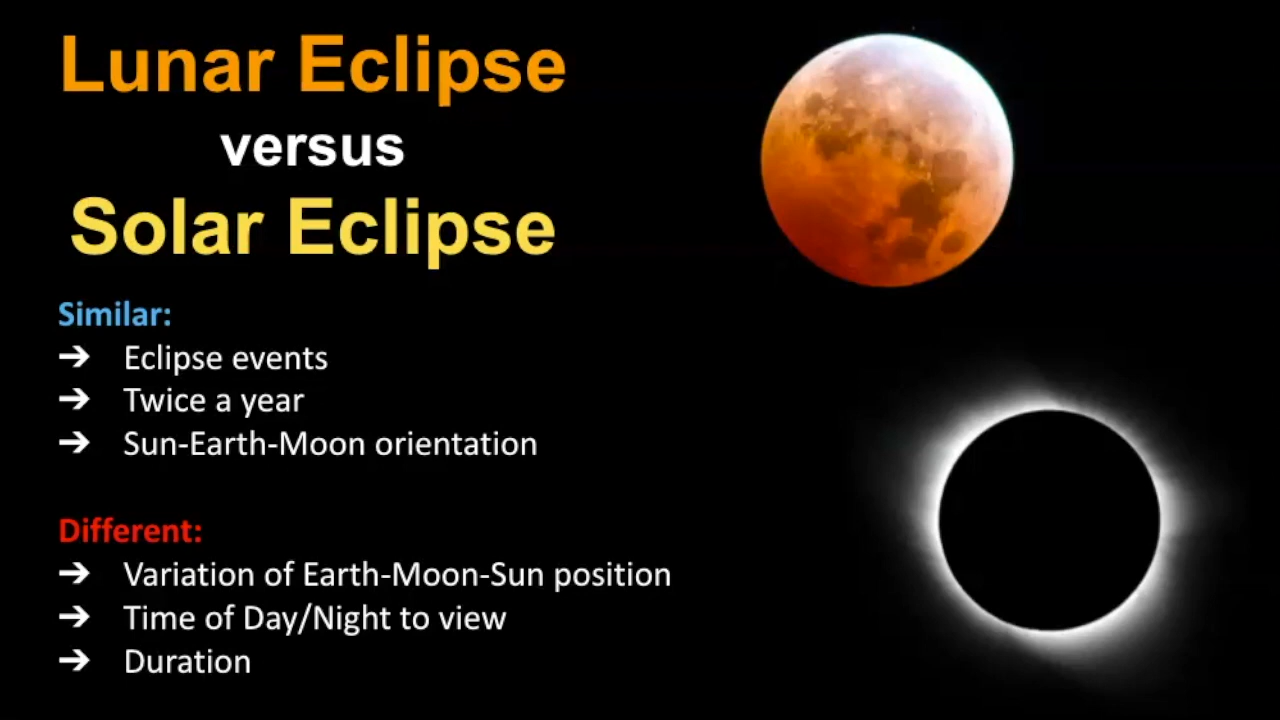 Lunar Eclipse
versus
Solar Eclipse
Similar:
➔ Eclipse events
➔ Twice a year
➔ Sun-Earth-Moon orientation
Different:
➔ Variation of Earth-Moon-Sun position
➔ Time of Day/Night to view
➔ Duration